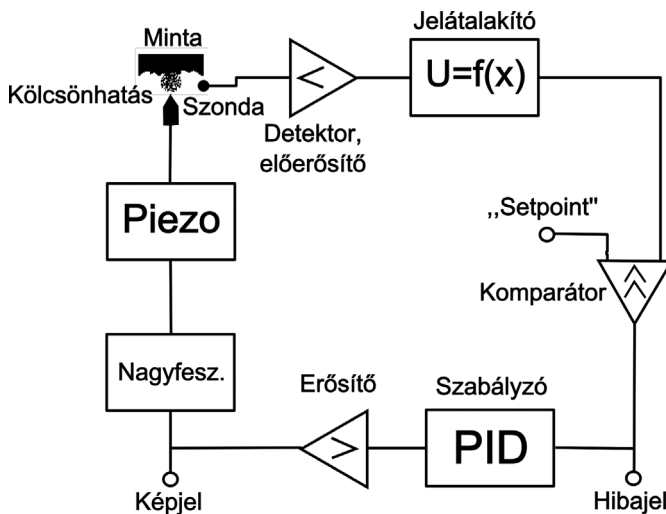 Minta
Jelátalakító
Kölcsönhatás
Szonda
<
U=f(x)
Detektor,
előerősítő
Piezo
,,Setpoint"
Komparátor
Nagyfesz.
Erősítő
Szabályzó
>
PID
Képjel
Hibajel